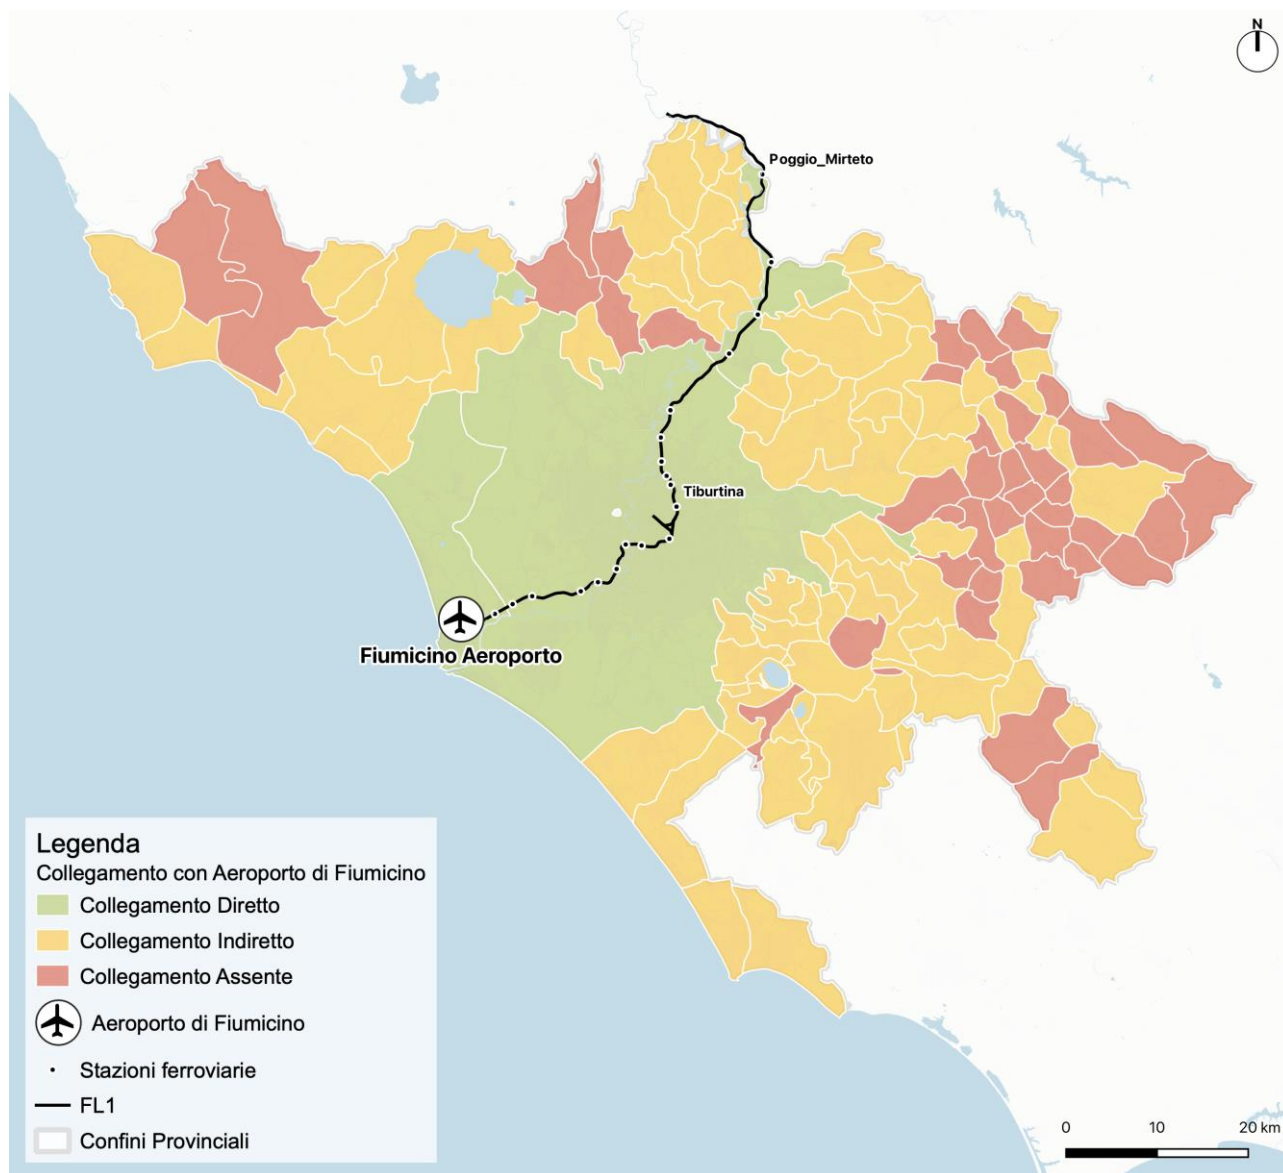 N
Poggio_Mirteto
Tiburtina
Fiumicino Aeroporto
Legenda
Collegamento con Aeroporto di Fiumicino
Collegamento Diretto
Collegamento Indiretto
Collegamento Assente
Aeroporto di Fiumicino
Stazioni ferroviarie
FL1
Confini Provinciali
0 10 20 km